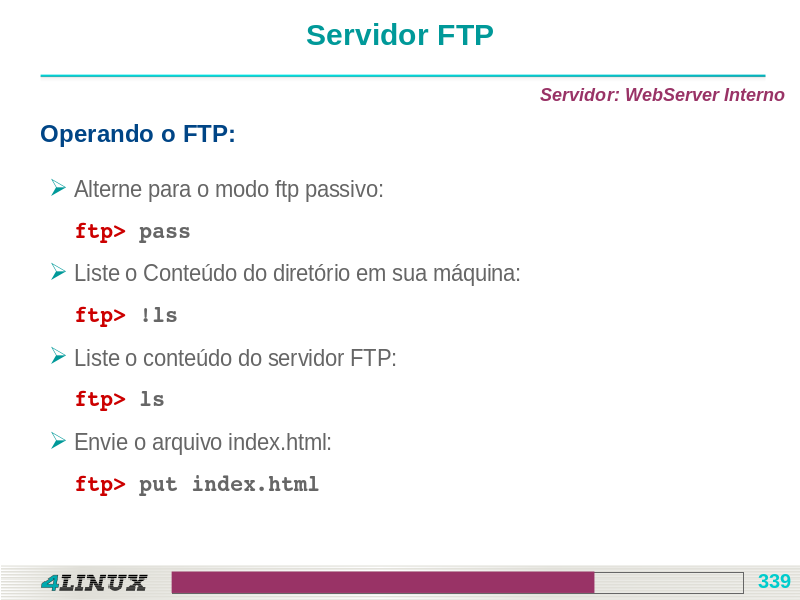 Servidor FTP
Servidor: WebServer Interno
Operando o FTP:
Alterne para o modo ftp passivo:
ftp> pass
Liste o Conteúdo do diretório em sua máquina:
ftp> !ls
Liste o conteúdo do servidor FTP:
ftp> ls
Envie o arquivo index.html:
ftp> put index.html
4LINUX
339